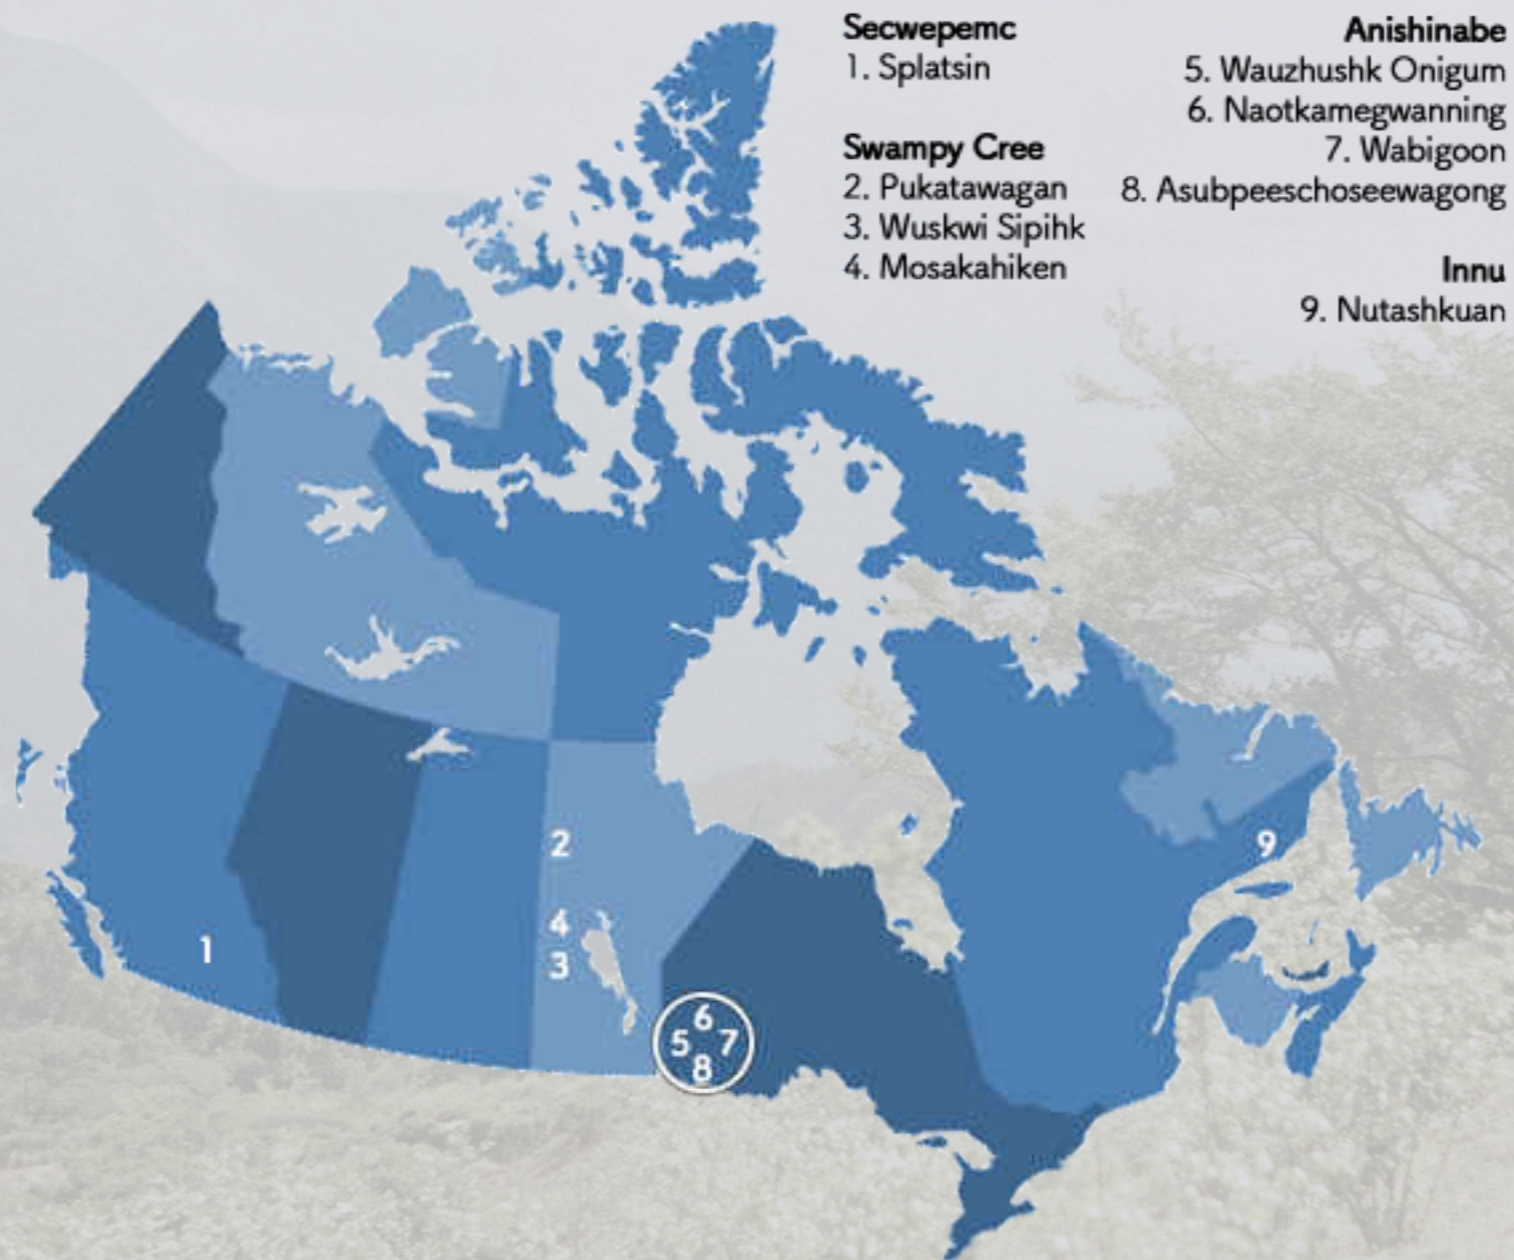 Secwepemc
1. Splatsin
Swampy Cree
2. Pukatawagan
3. Wuskwi Sipihk
4. Mosakahiken
Anishinabe
5. Wauzhushk Onigum
6. Naotkamegwanning
7. Wabigoon
8. Asubpeeschoseewagong
Innu
9. Nutashkuan
2
9
4
1
3
6
5 7
8